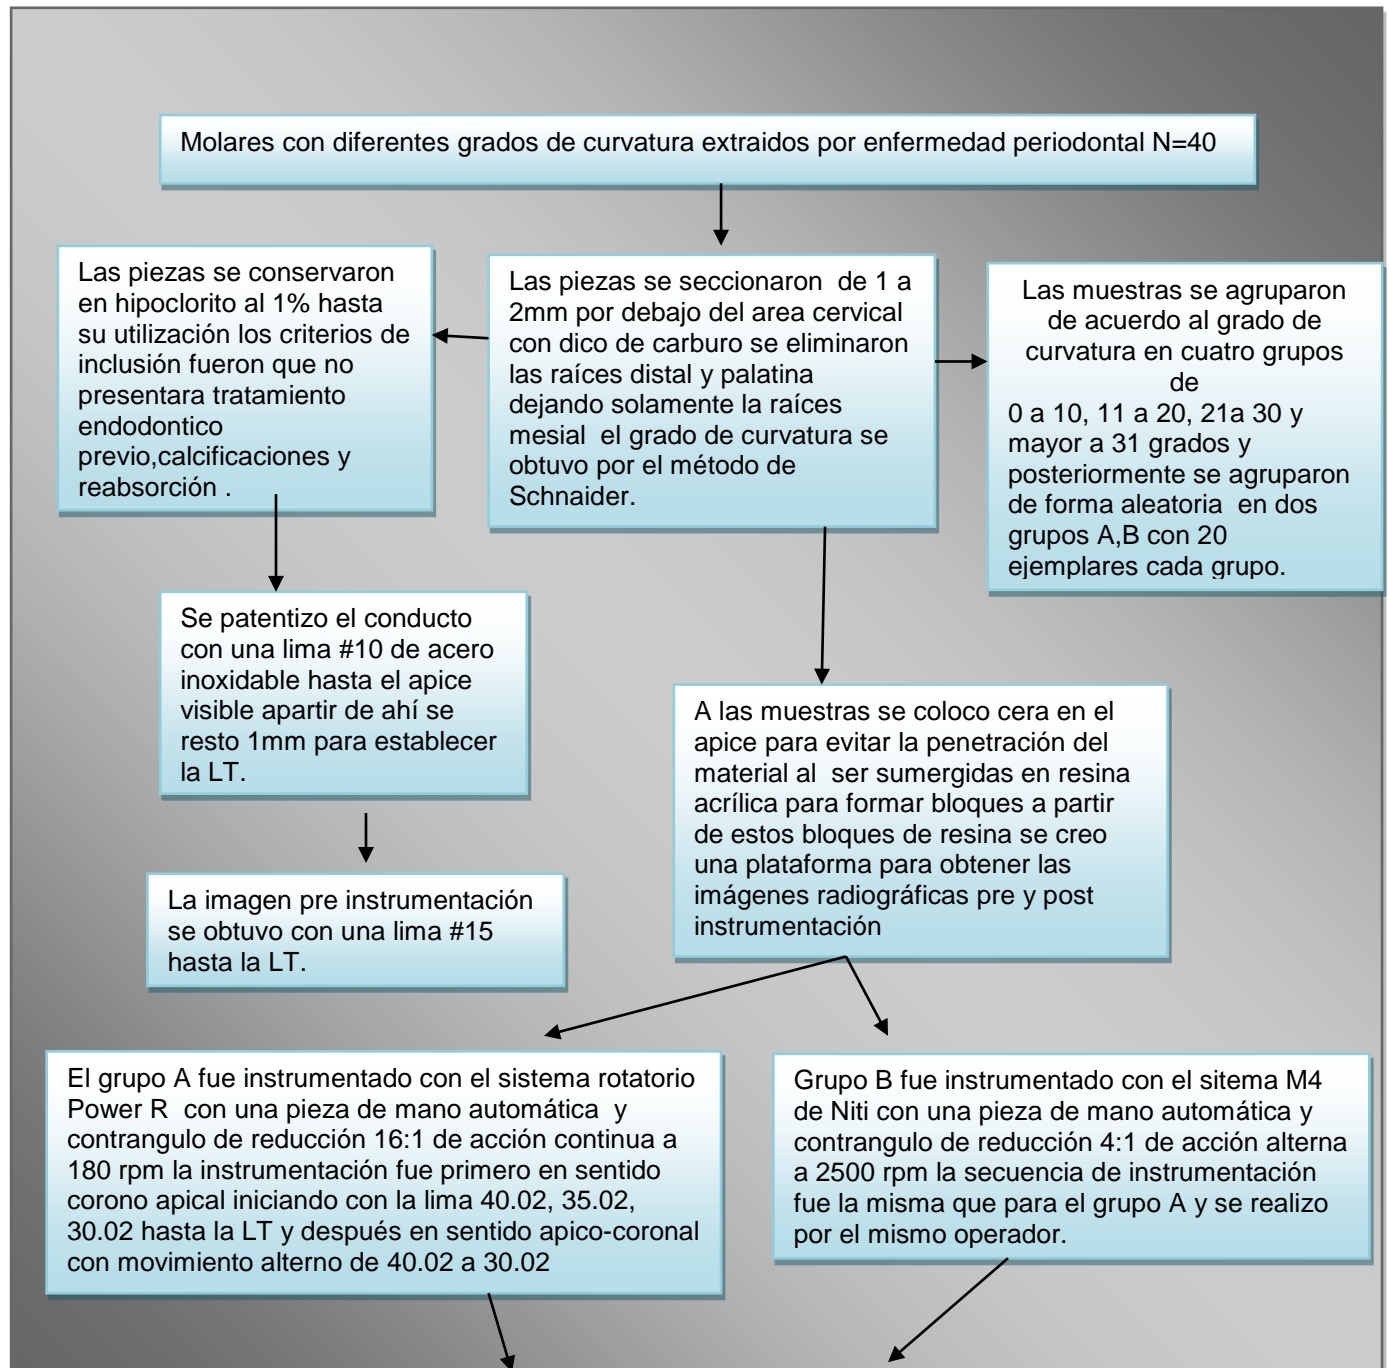 Molares con diferentes grados de curvatura extraidos por enfermedad periodontal N=40
Las piezas se conservaron
en hipoclorito al 1% hasta
su utilización los criterios de
inclusión fueron que no
presentara tratamiento
endodontico
previo,calcificaciones y
reabsorción .
Las piezas se seccionaron de 1 a
2mm por debajo del area cervical
con dico de carburo se eliminaron
las raíces distal y palatina
dejando solamente la raíces
mesial el grado de curvatura se
obtuvo por el método de
Schnaider.
Las muestras se agruparon
de acuerdo al grado de
curvatura en cuatro grupos
de
0 a 10, 11 a 20, 21a 30 y
mayor a 31 grados y
posteriormente se agruparon
de forma aleatoria en dos
grupos A,B con 20
ejemplares cada grupo.
Se patentizo el conducto
con una lima #10 de acero
inoxidable hasta el apice
visible apartir de ahí se
resto 1mm para establecer
la LT.
A las muestras se coloco cera en el
apice para evitar la penetración del
material al ser sumergidas en resina
acrílica para formar bloques a partir
de estos bloques de resina se creo
una plataforma para obtener las
imágenes radiográficas pre y post
instrumentación
La imagen pre instrumentación
se obtuvo con una lima #15
hasta la LT.
El grupo A fue instrumentado con el sistema rotatorio
Power R con una pieza de mano automática y
contrangulo de reducción 16:1 de acción continua a
180 rpm la instrumentación fue primero en sentido
corono apical iniciando con la lima 40.02, 35.02,
30.02 hasta la LT y después en sentido apico-coronal
con movimiento alterno de 40.02 a 30.02
Grupo B fue instrumentado con el sitema M4
de Niti con una pieza de mano automática y
contrangulo de reducción 4:1 de acción alterna
a 2500 rpm la secuencia de instrumentación
fue la misma que para el grupo A y se realizo
por el mismo operador.